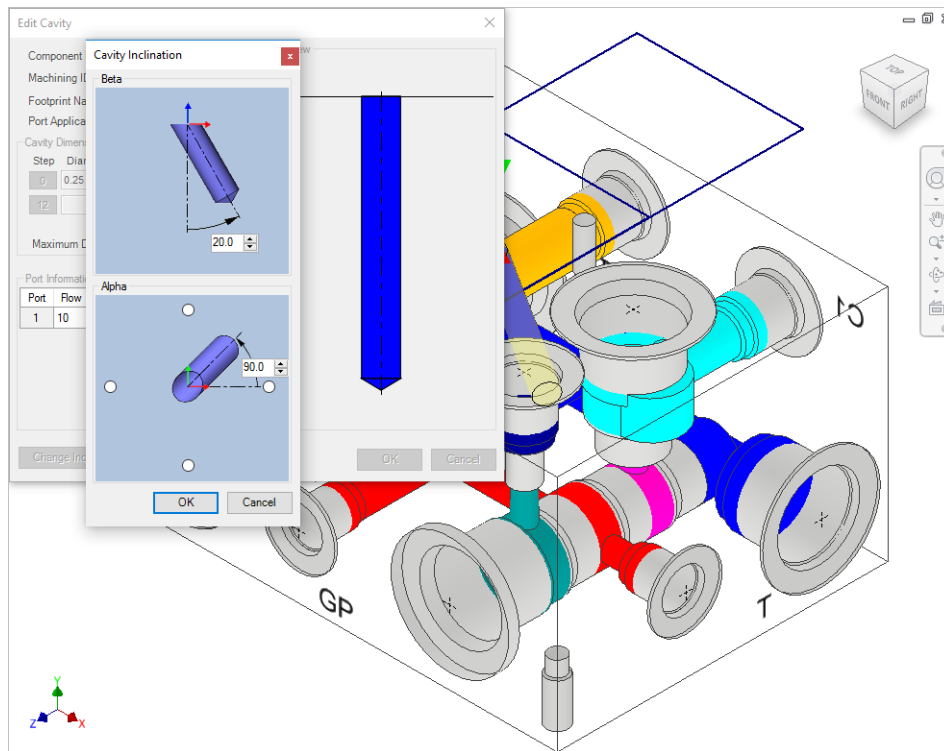 Edit Cavity
Component
Cavity Inclination
Machining ID
Beta
Footprint Na
Port Applica
Cavity Dimens
Step Diar
0 0.25
12
Maximum D
20.0
Port Informatio
Alpha
Port Flow
1 10
90.0
Change Inc
OK Cancel
OK Cancel
TOP
FRONT RIGHT
C1
GP
T
Y
Z X